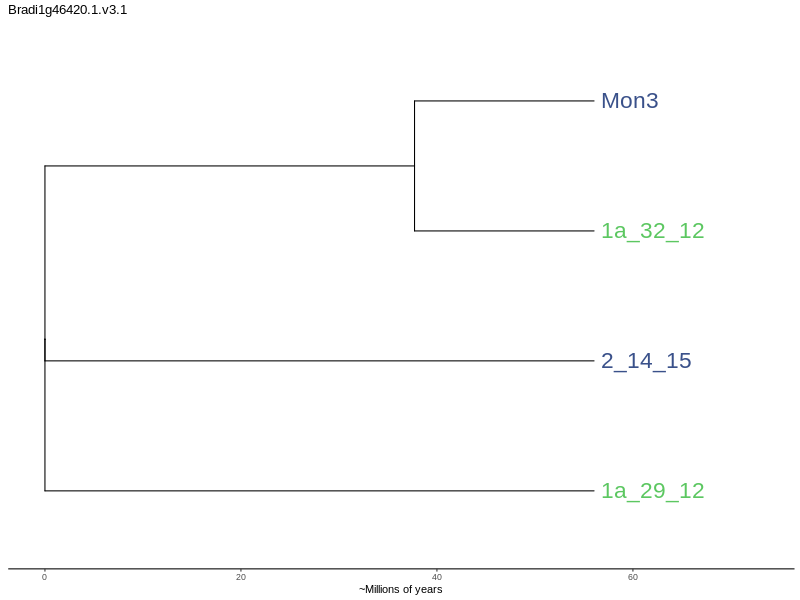 Bradi1g46420.1.v3.1
Mon3
1a_32_12
2_14_15
1a_29_12
0 20 40 60
~Millions of years